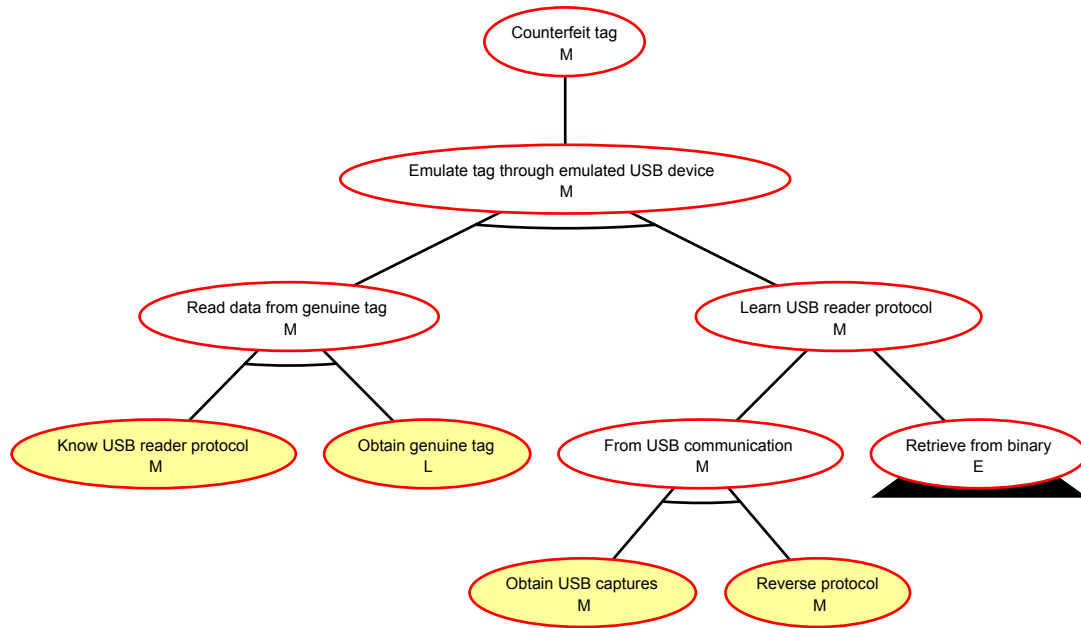 Counterfeit tag
M
Emulate tag through emulated USB device
M
Read data from genuine tag
M
Learn USB reader protocol
M
Know USB reader protocol
M
Obtain genuine tag
L
From USB communication
M
Retrieve from binary
E
Obtain USB captures
M
Reverse protocol
M